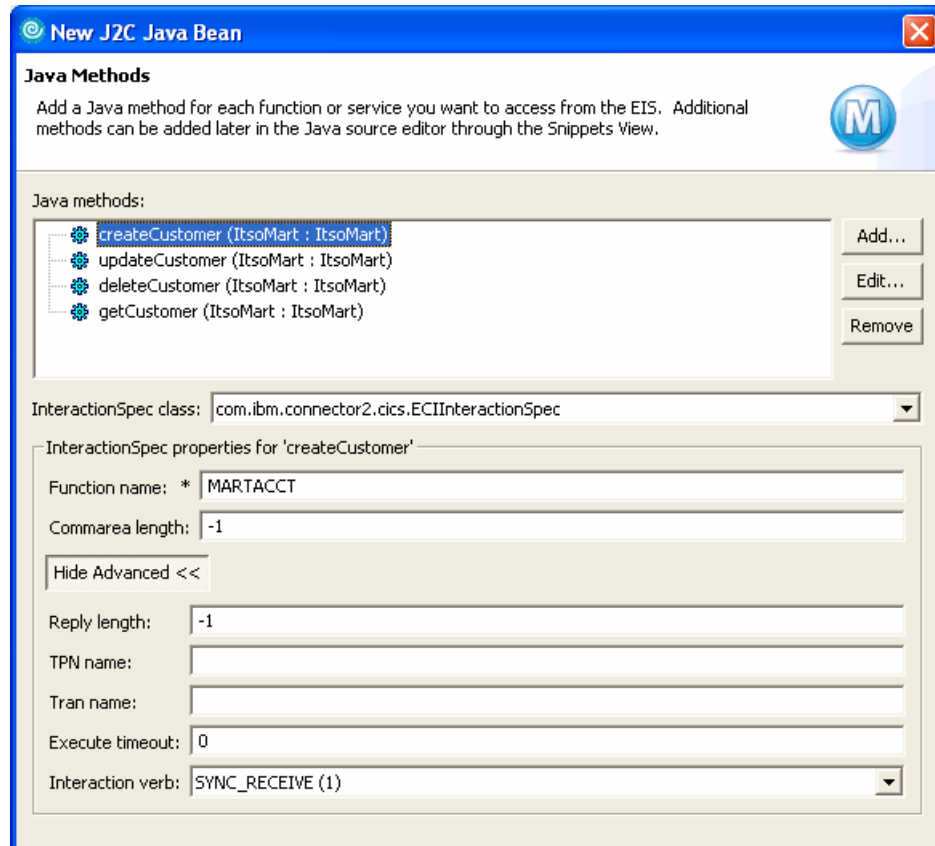 New J2C Java Bean
Java Methods
Add a Java method for each function or service you want to access from the EIS. Additional
methods can be added later in the Java source editor through the Snippets View.
M
Java methods:
createCustomer (ItsoMart : ItsoMart)
updateCustomer (ItsoMart : ItsoMart)
deleteCustomer (ItsoMart : ItsoMart)
getCustomer (ItsoMart : ItsoMart)
Add...
Edit...
Remove
InteractionSpec class: com.ibm.connector2.cics.ECIInteractionSpec
InteractionSpec properties for 'createCustomer'
Function name: * MARTACCT
Commarea length: -1
Hide Advanced <<
Reply length: -1
TPN name:
Tran name:
Execute timeout: 0
Interaction verb: SYNC_RECEIVE (1)